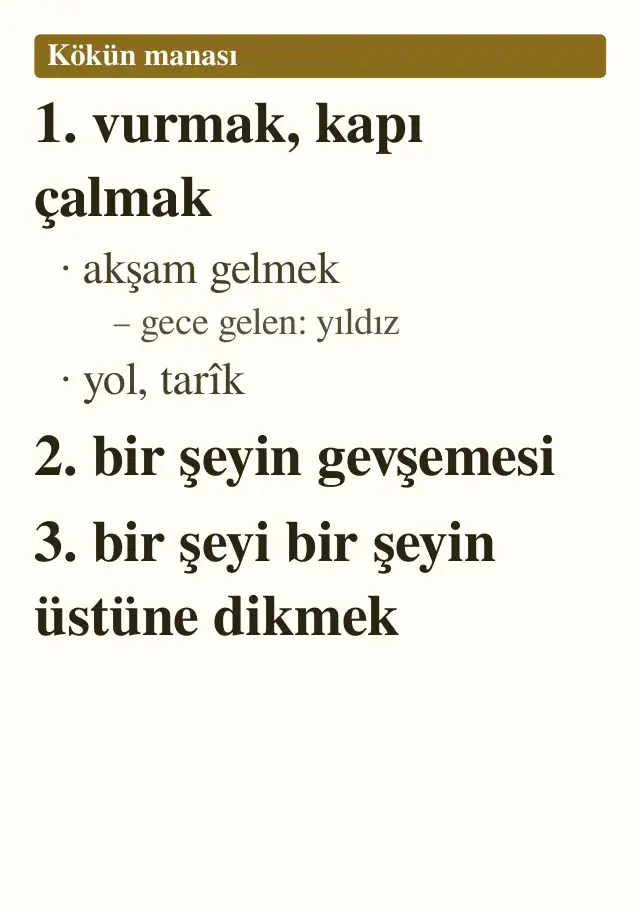 Kökün manası
1. vurmak, kapı
çalmak
· akşam gelmek
– gece gelen: yıldız
· yol, tarîk
2. bir şeyin gevşemesi
3. bir şeyi bir şeyin
üstüne dikmek